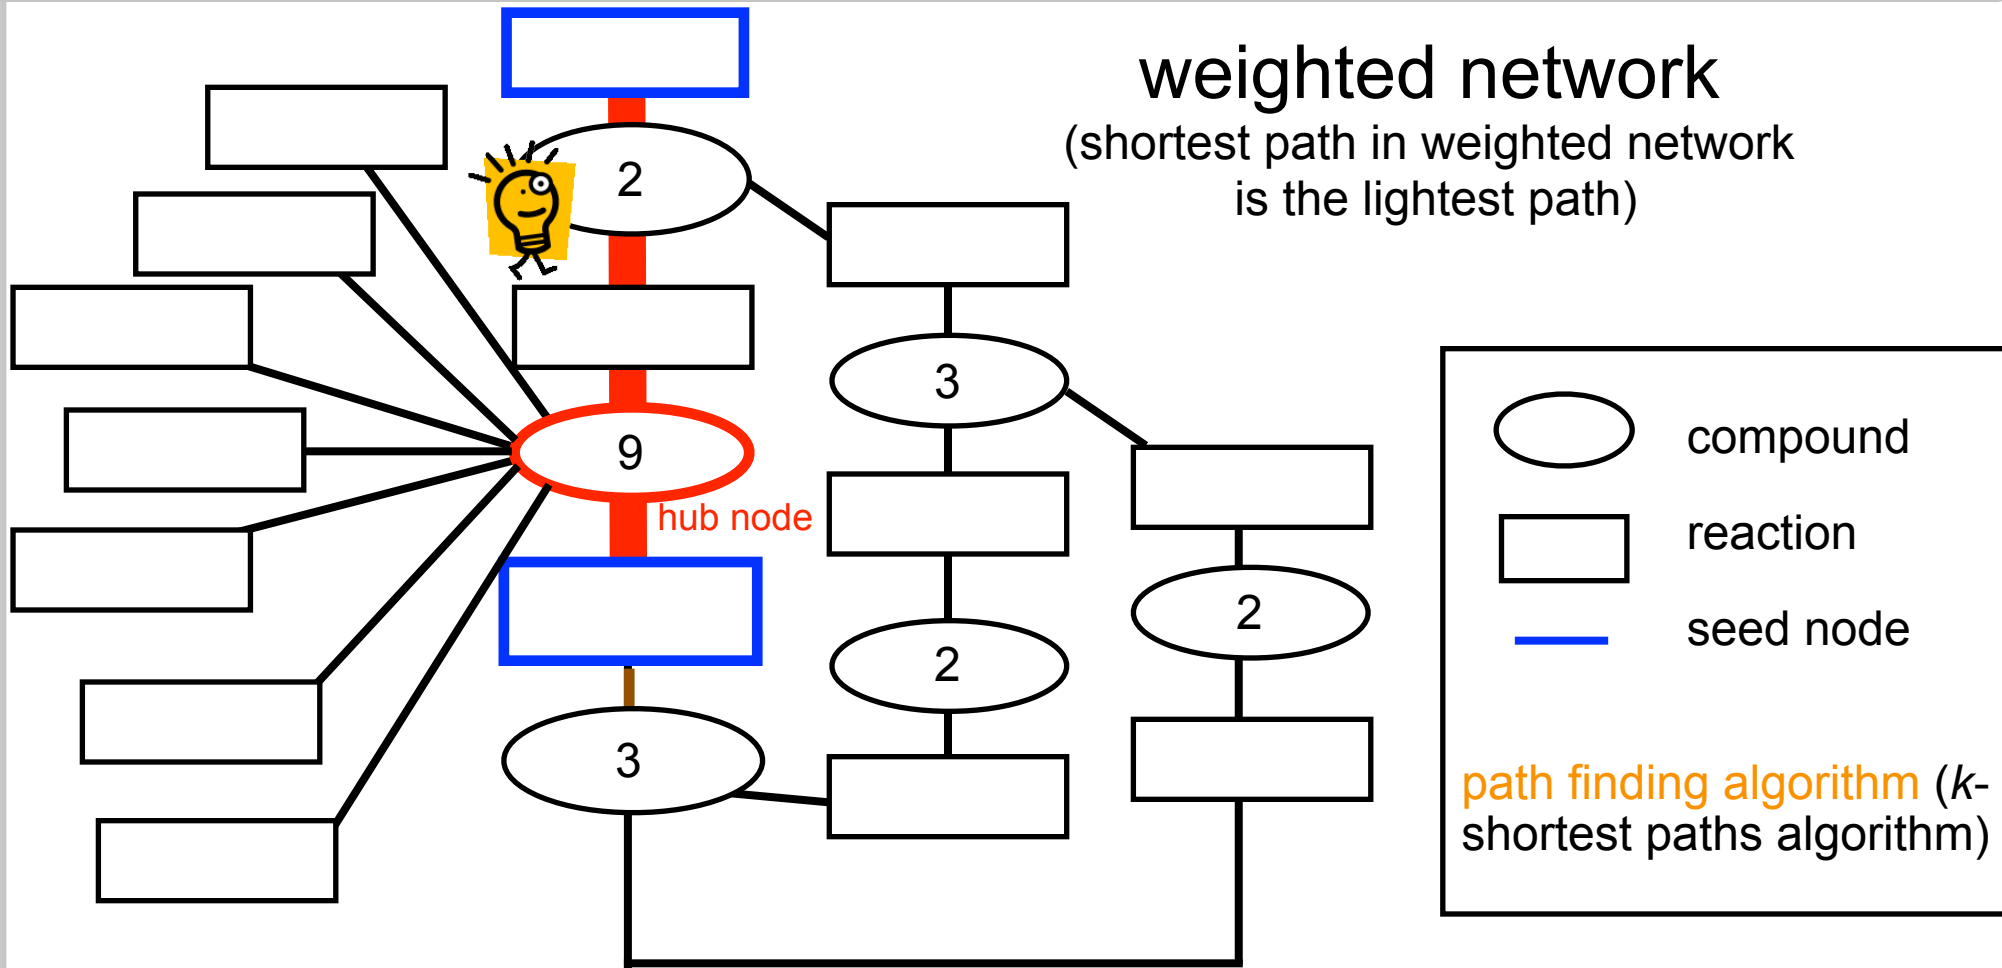 weighted network
(shortest path in weighted network
is the lightest path)
2
3
9
hub node
2
2
3
compound
reaction
seed node
path finding algorithm (k-
shortest paths algorithm)